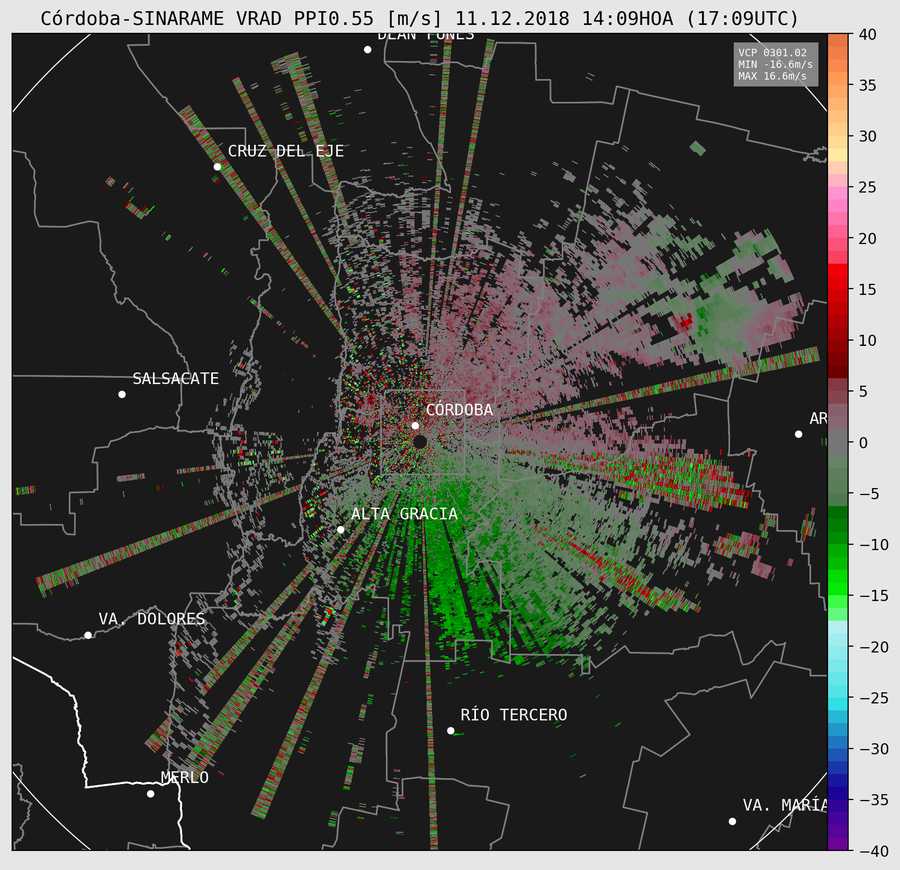 Córdoba-SINARAME VRAD PPI0.55 [m/s] 11.12.2018 14:09HOA (17:09UTC)
DEAN FUNES
VCP 0301.02
MIN -16.6m/s
MAX 16.6m/s
CRUZ DEL EJE
SALSACATE
CÓRDOBA
AR
ALTA GRACIA
VA. DOLORES
RÍO TERCERO
MERLO
VA. MARÍA
40
35
30
25
20
15
10
5
0
−5
−10
−15
−20
−25
−30
−35
−40